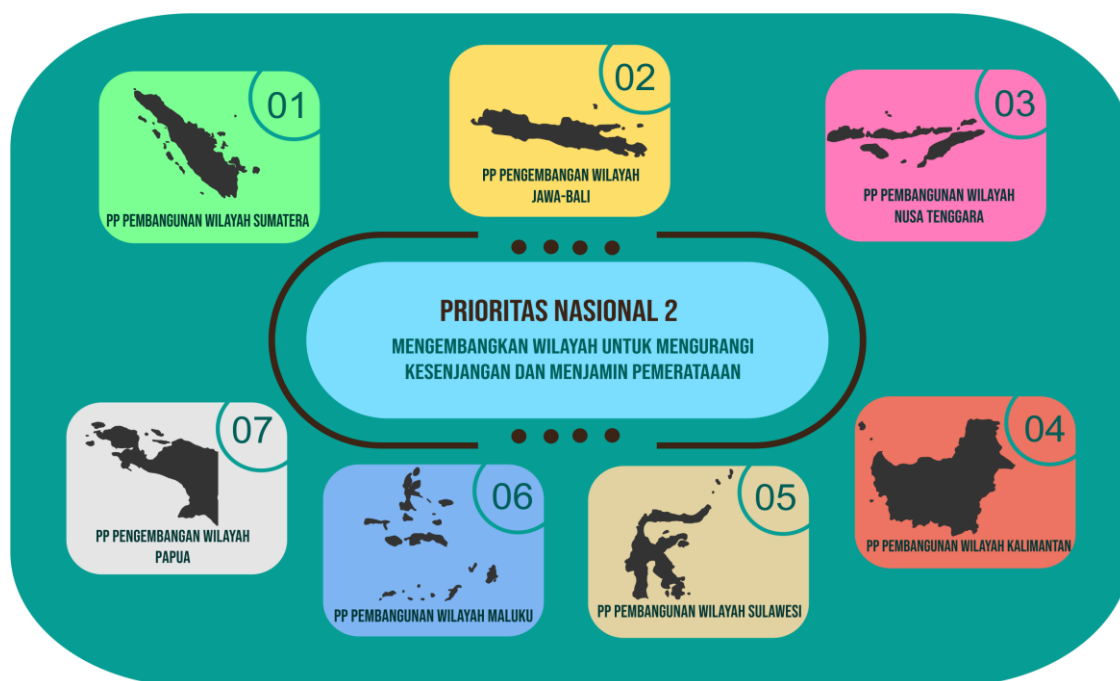 01
PP PEMBANGUNAN WILAYAH SUMATERA
02
PP PENGEMBANGAN WILAYAH
JAWA-BALI
03
PP PEMBANGUNAN WILAYAH
NUSA TENGGARA
PRIORITAS NASIONAL 2
MENGEMBANGKAN WILAYAH UNTUK MENGURANGI
KESENJANGAN DAN MENJAMIN PEMERATAAAN
04
PP PEMBANGUNAN WILAYAH KALIMANTAN
05
PP PEMBANGUNAN WILAYAH SULAWESI
06
PP PEMBANGUNAN WILAYAH MALUKU
07
PP PENGEMBANGAN WILAYAH
PAPUA